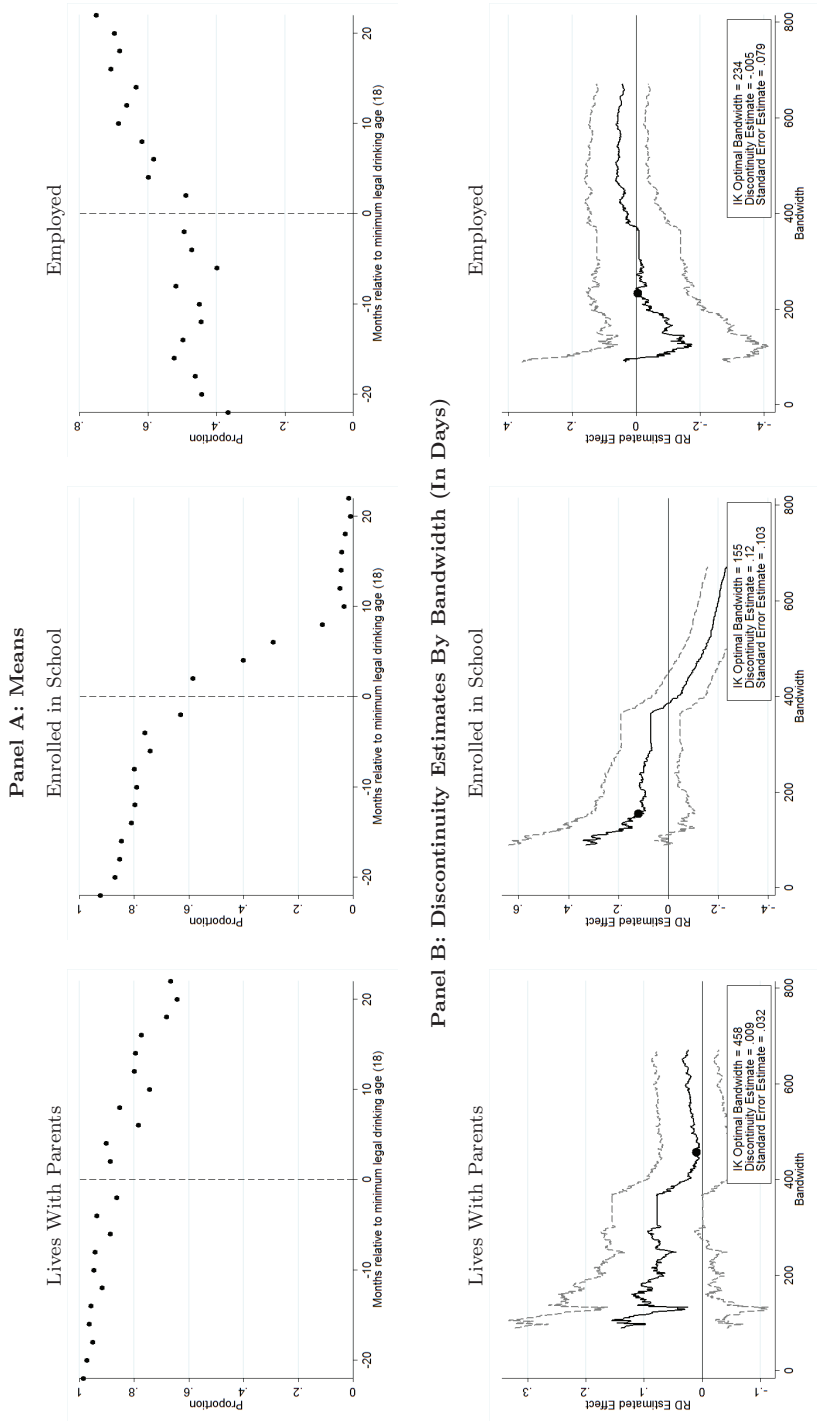 Panel A: Means
Lives With Parents
Proportion
1
.8
.6
.4
.2
0
-20
-10
0
10
20
Months relative to minimum legal drinking age (18)
Enrolled in School
Proportion
1
.8
.6
.4
.2
0
-20
-10
0
10
20
Months relative to minimum legal drinking age (18)
Employed
Proportion
.8
.6
.4
.2
0
-20
-10
0
10
20
Months relative to minimum legal drinking age (18)
Panel B: Discontinuity Estimates By Bandwidth (In Days)
Lives With Parents
RD Estimated Effect
.3
.2
.1
0
-.1
IK Optimal Bandwidth = 458
Discontinuity Estimate = .009
Standard Error Estimate = .032
0
200
400
600
800
Bandwidth
Enrolled in School
RD Estimated Effect
.6
.4
.2
0
-.2
-.4
IK Optimal Bandwidth = 155
Discontinuity Estimate = .12
Standard Error Estimate = .103
0
200
400
600
800
Bandwidth
Employed
RD Estimated Effect
.4
.2
0
-.2
-.4
IK Optimal Bandwidth = 234
Discontinuity Estimate = -.005
Standard Error Estimate = .079
0
200
400
600
800
Bandwidth